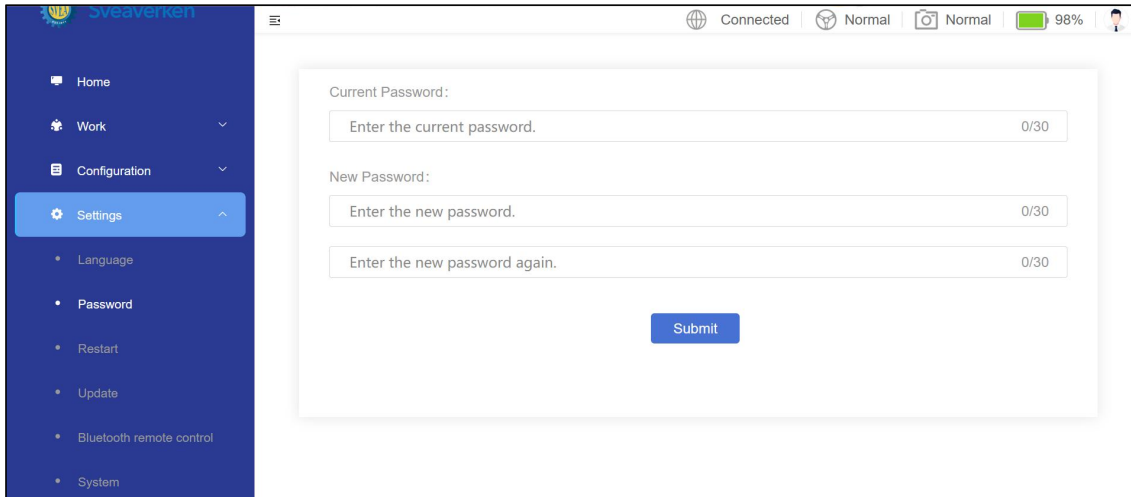 Sveaverken
Connected Normal Normal 98%
Home
Work
Configuration
Settings
Language
Password
Restart
Update
Bluetooth remote control
System
Current Password:
Enter the current password. 0/30
New Password:
Enter the new password. 0/30
Enter the new password again. 0/30
Submit